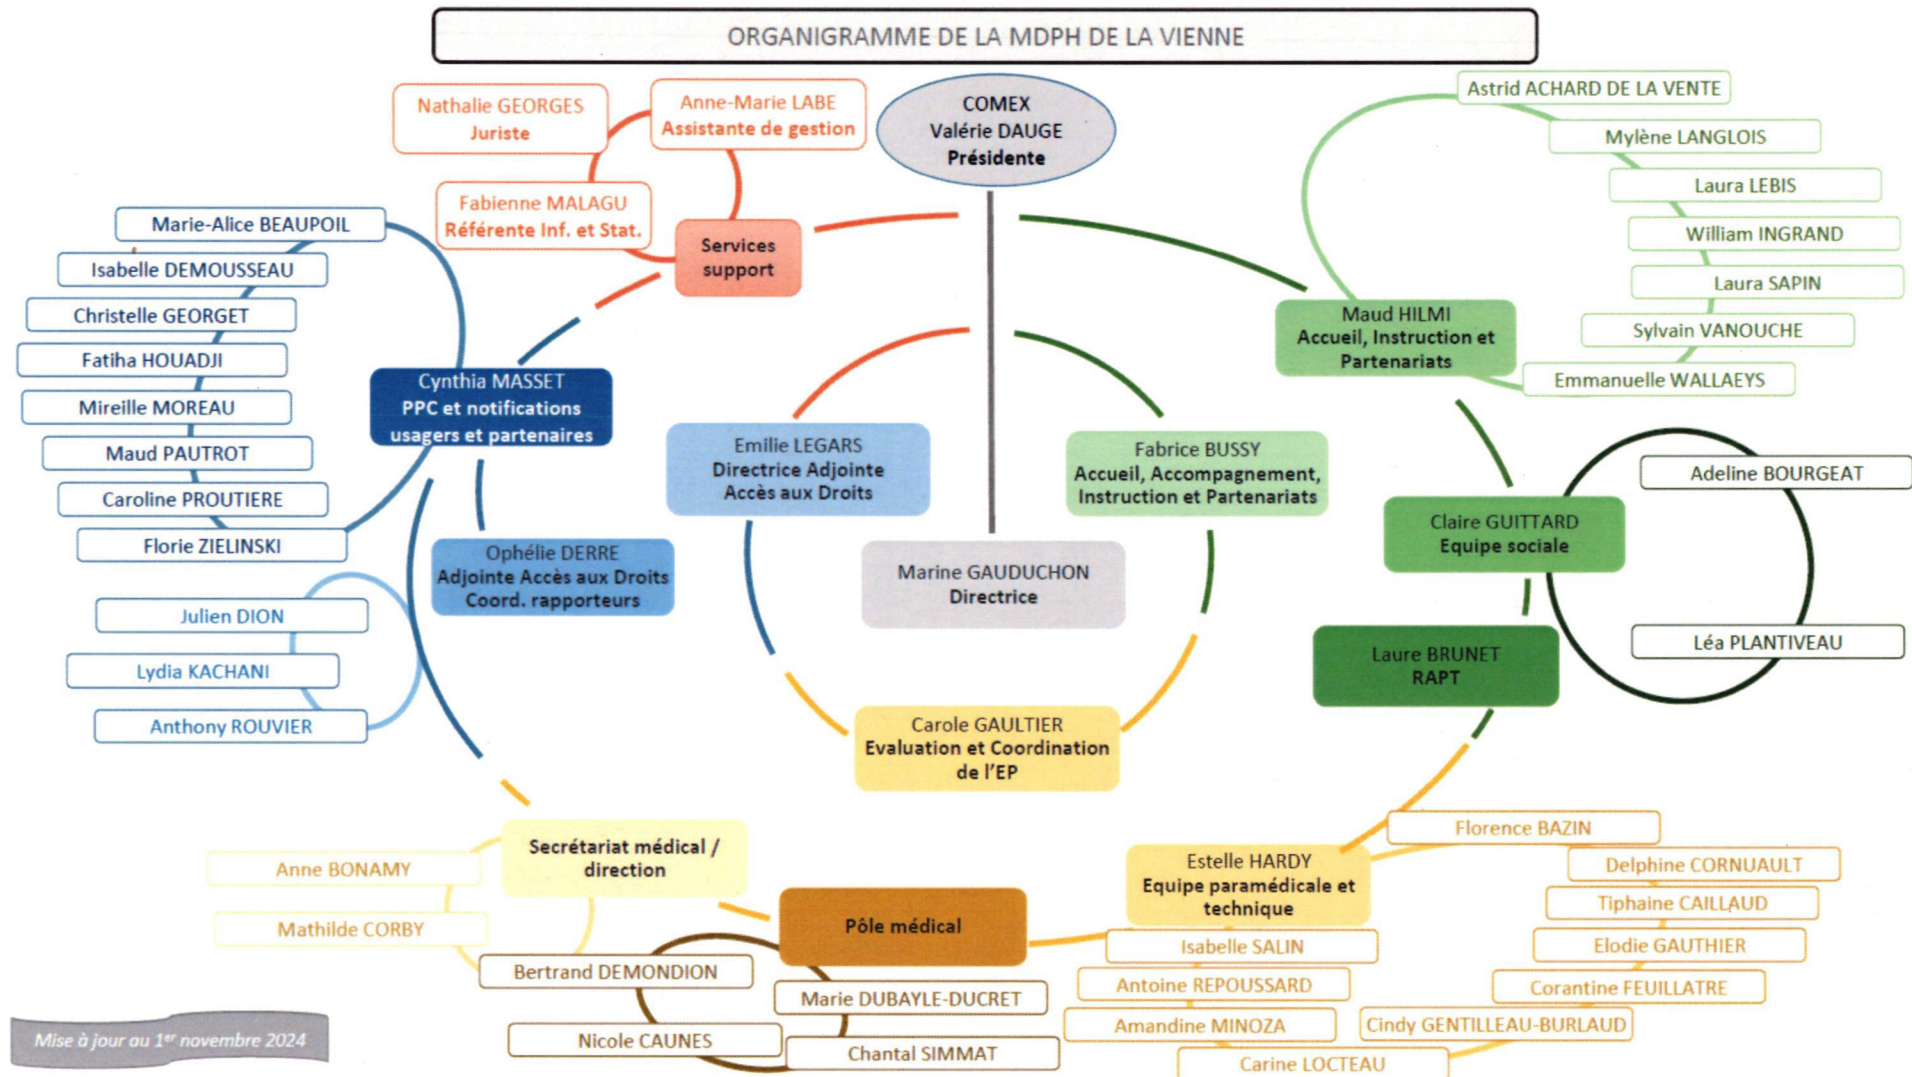 ORGANIGRAMME DE LA MDPH DE LA VIENNE
COMEX
Valérie DAUGE
Présidente
Nathalie GEORGES
Juriste
Anne-Marie LABE
Assistante de gestion
Fabienne MALAGU
Référente Inf. et Stat.
Services
support
Marie-Alice BEAUPOIL
Isabelle DEMOUSSEAU
Christelle GEORGET
Fatiha HOUADJI
Mireille MOREAU
Maud PAUTROT
Caroline PROUTIERE
Florie ZIELINSKI
Cynthia MASSET
PPC et notifications
usagers et partenaires
Ophélie DERRE
Adjointe Accès aux Droits
Coord. rapporteurs
Julien DION
Lydia KACHANI
Anthony ROUVIER
Emilie LEGARS
Directrice Adjointe
Accès aux Droits
Fabrice BUSSY
Accueil, Accompagnement,
Instruction et Partenariats
Marine GAUDUCHON
Directrice
Carole GAULTIER
Evaluation et Coordination
de l'EP
Astrid ACHARD DE LA VENTE
Mylène LANGLOIS
Laura LEBIS
William INGRAND
Laura SAPIN
Sylvain VANOUCHE
Emmanuelle WALLAEYS
Maud HILMI
Accueil, Instruction et
Partenariats
Claire GUITTARD
Equipe sociale
Adeline BOURGEAT
Léa PLANTIVEAU
Laure BRUNET
RAPT
Secrétariat médical /
direction
Anne BONAMY
Mathilde CORBY
Pôle médical
Bertrand DEMONDION
Marie DUBAYLE-DUCRET
Nicole CAUNES
Chantal SIMMAT
Estelle HARDY
Equipe paramédicale et
technique
Florence BAZIN
Delphine CORNUAULT
Tiphaine CAILLAUD
Elodie GAUTHIER
Corantine FEUILLATRE
Cindy GENTILLEAU-BURLAUD
Carine LOCTEAU
Amandine MINOZA
Antoine REPOUSSARD
Isabelle SALIN
Mise à jour au 1er novembre 2024